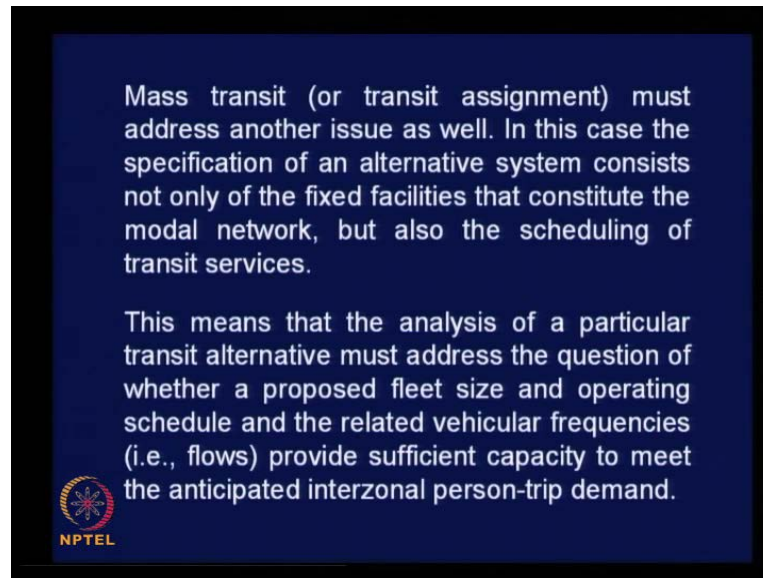 Mass transit (or transit assignment) must
address another issue as well. In this case the
specification of an alternative system consists
not only of the fixed facilities that constitute the
modal network, but also the scheduling of
transit services.
This means that the analysis of a particular
transit alternative must address the question of
whether a proposed fleet size and operating
schedule and the related vehicular frequencies
(i.e., flows) provide sufficient capacity to meet
the anticipated interzonal person-trip demand.
NPTEL